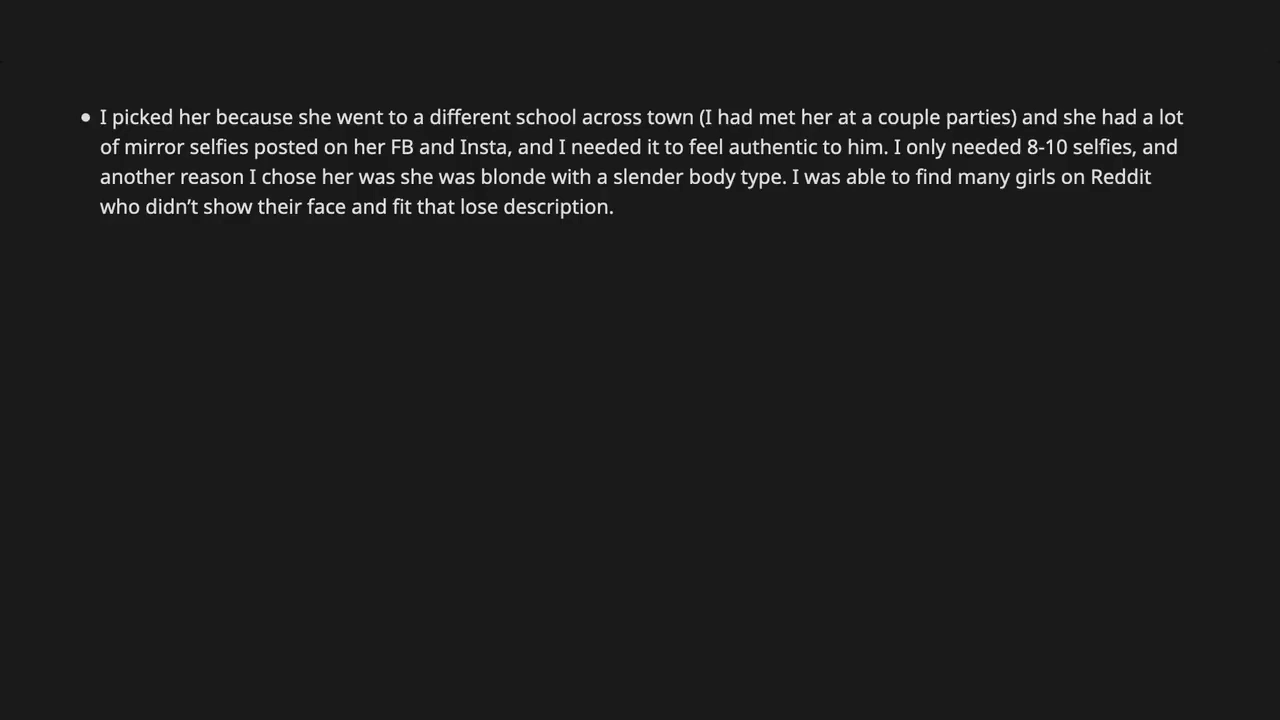 • I picked her because she went to a different school across town (I had met her at a couple parties) and she had a lot
of mirror selfies posted on her FB and Insta, and I needed it to feel authentic to him. I only needed 8-10 selfies, and
another reason I chose her was she was blonde with a slender body type. I was able to find many girls on Reddit
who didn’t show their face and fit that lose description.